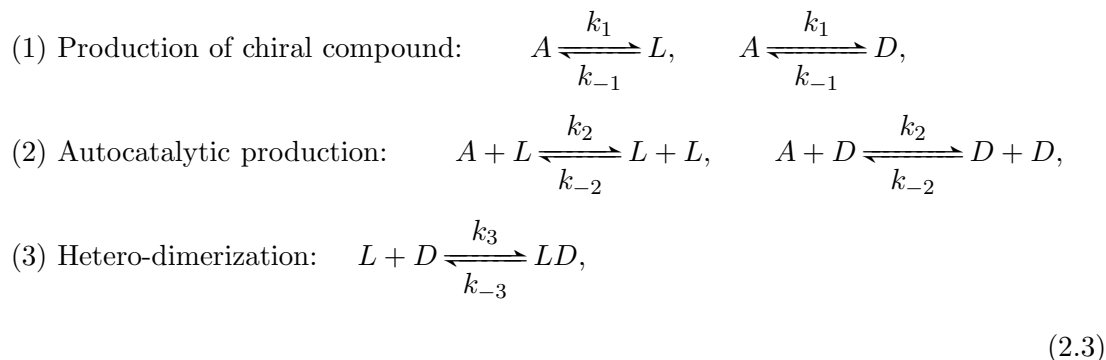 (1) Production of chiral compound: A ⇌ L, A ⇌ D,
k₁ k₁
k₋₁ k₋₁
(2) Autocatalytic production: A + L ⇌ L + L, A + D ⇌ D + D,
k₂ k₂
k₋₂ k₋₂
(3) Hetero-dimerization: L + D ⇌ LD,
k₃
k₋₃
(2.3)